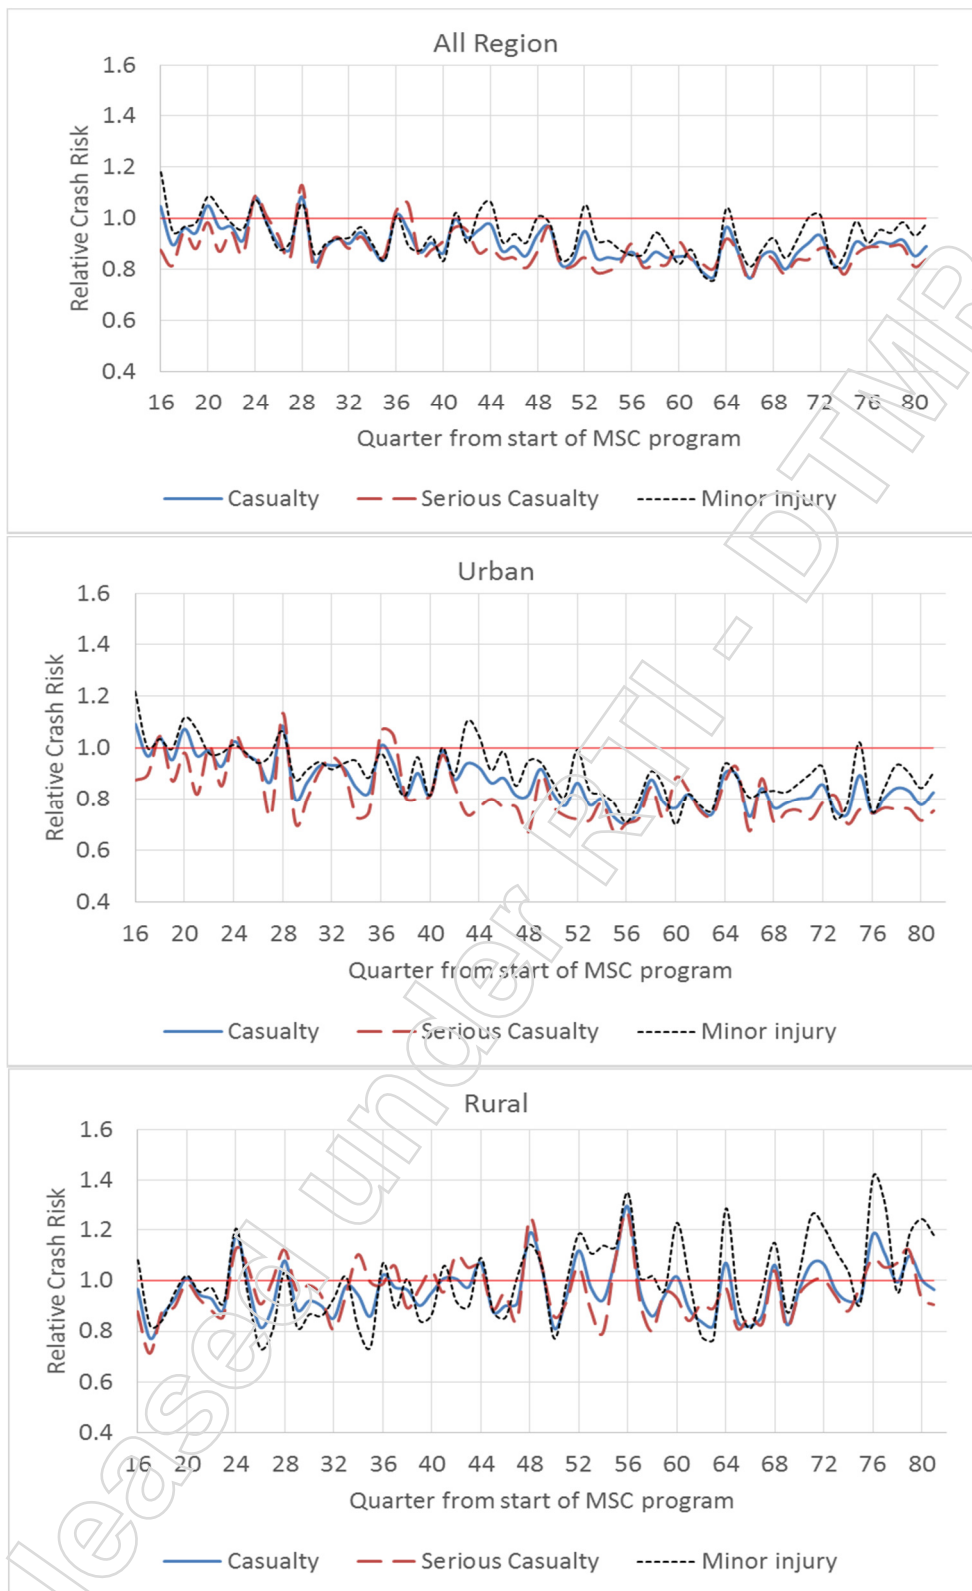 All Region
1.6
1.4
1.2
1.0
0.8
0.6
0.4
Relative Crash Risk
16 20 24 28 32 36 40 44 48 52 56 60 64 68 72 76 80
Quarter from start of MSC program
Casualty Serious Casualty Minor injury
Urban
1.6
1.4
1.2
1.0
0.8
0.6
0.4
Relative Crash Risk
16 20 24 28 32 36 40 44 48 52 56 60 64 68 72 76 80
Quarter from start of MSC program
Casualty Serious Casualty Minor injury
Rural
1.6
1.4
1.2
1.0
0.8
0.6
0.4
Relative Crash Risk
16 20 24 28 32 36 40 44 48 52 56 60 64 68 72 76 80
Quarter from start of MSC program
Casualty Serious Casualty Minor injury
leased under RTI - DTMR